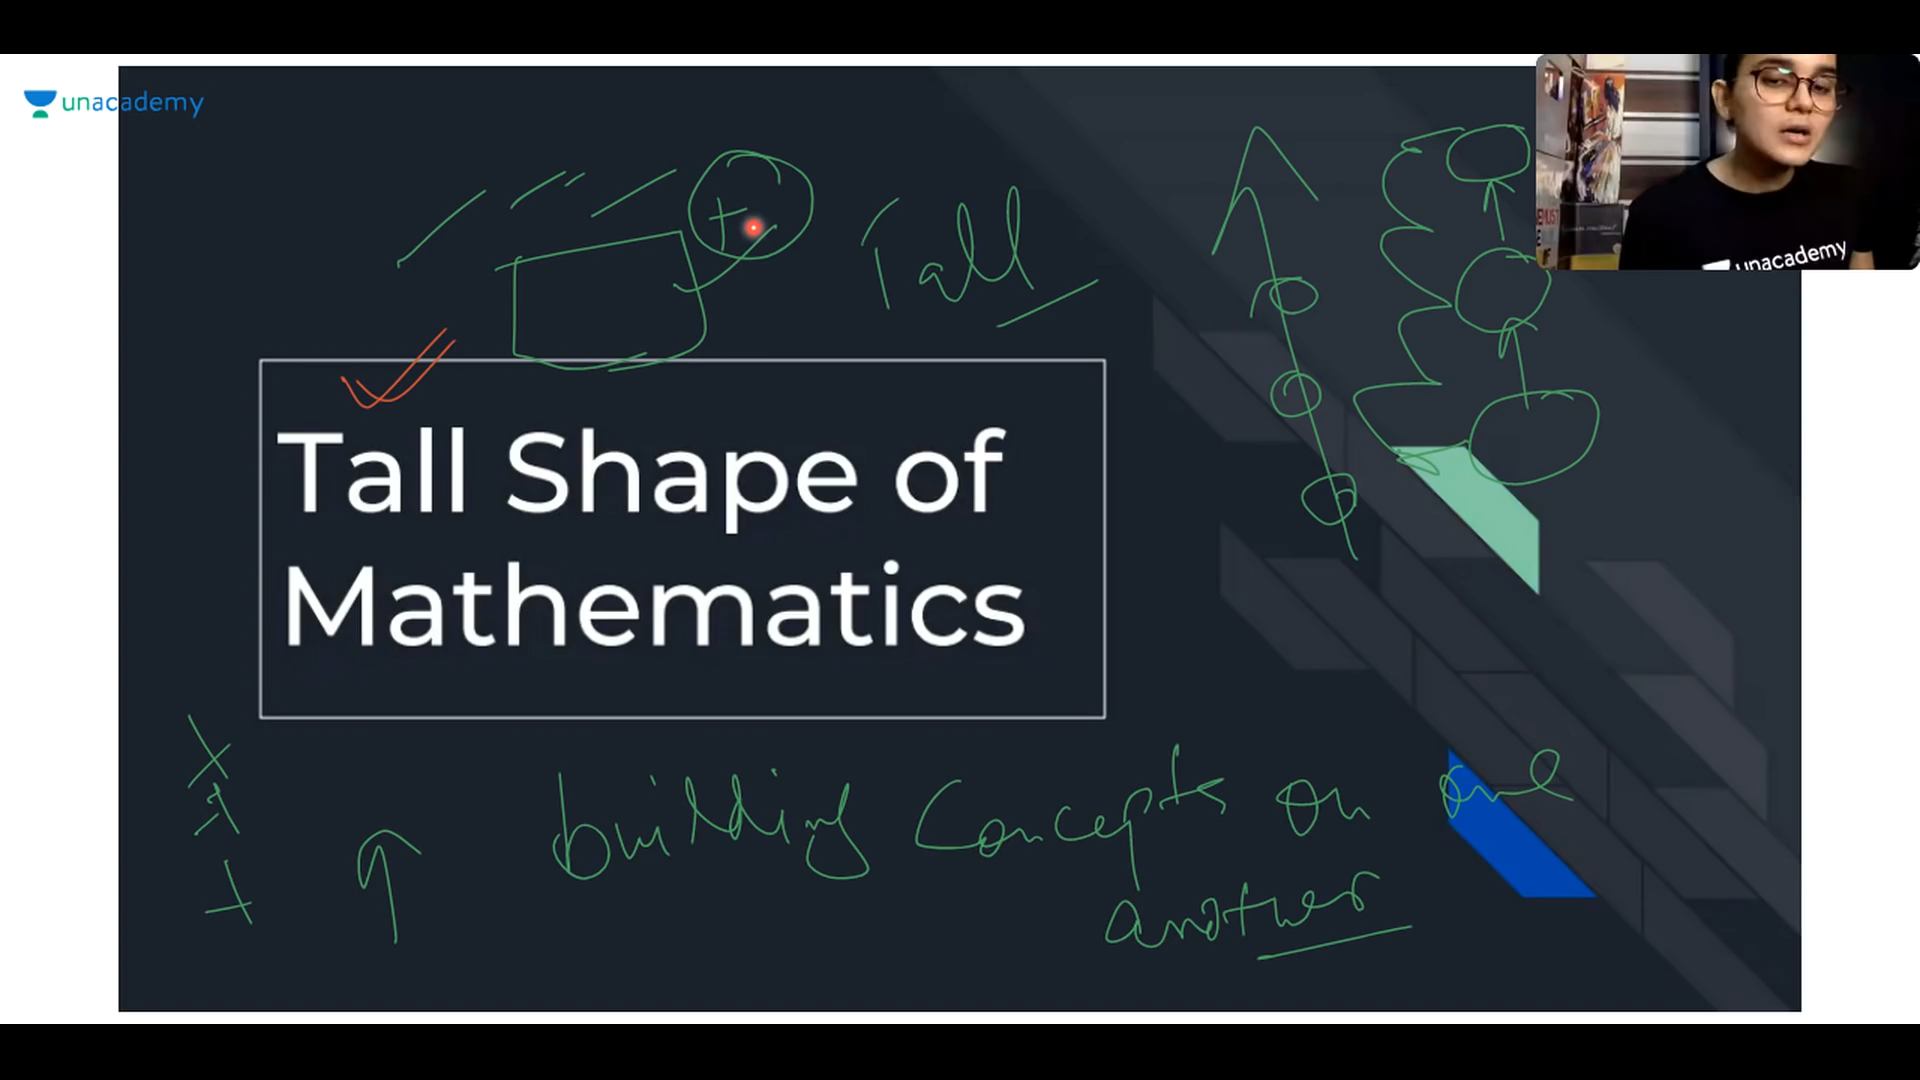 unacademy
Tall
unacademy
Tall Shape of
Mathematics
building Concepts on one
another